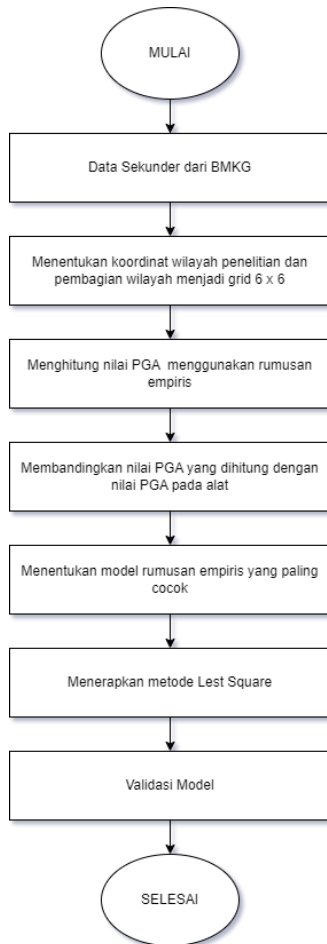 MULAI
Data Sekunder dari BMKG
Menentukan koordinat wilayah penelitian dan
pembagian wilayah menjadi grid 6 x 6
Menghitung nilai PGA menggunakan rumusan
empiris
Membandingkan nilai PGA yang dihitung dengan
nilai PGA pada alat
Menentukan model rumusan empiris yang paling
cocok
Menerapkan metode Lest Square
Validasi Model
SELESAI